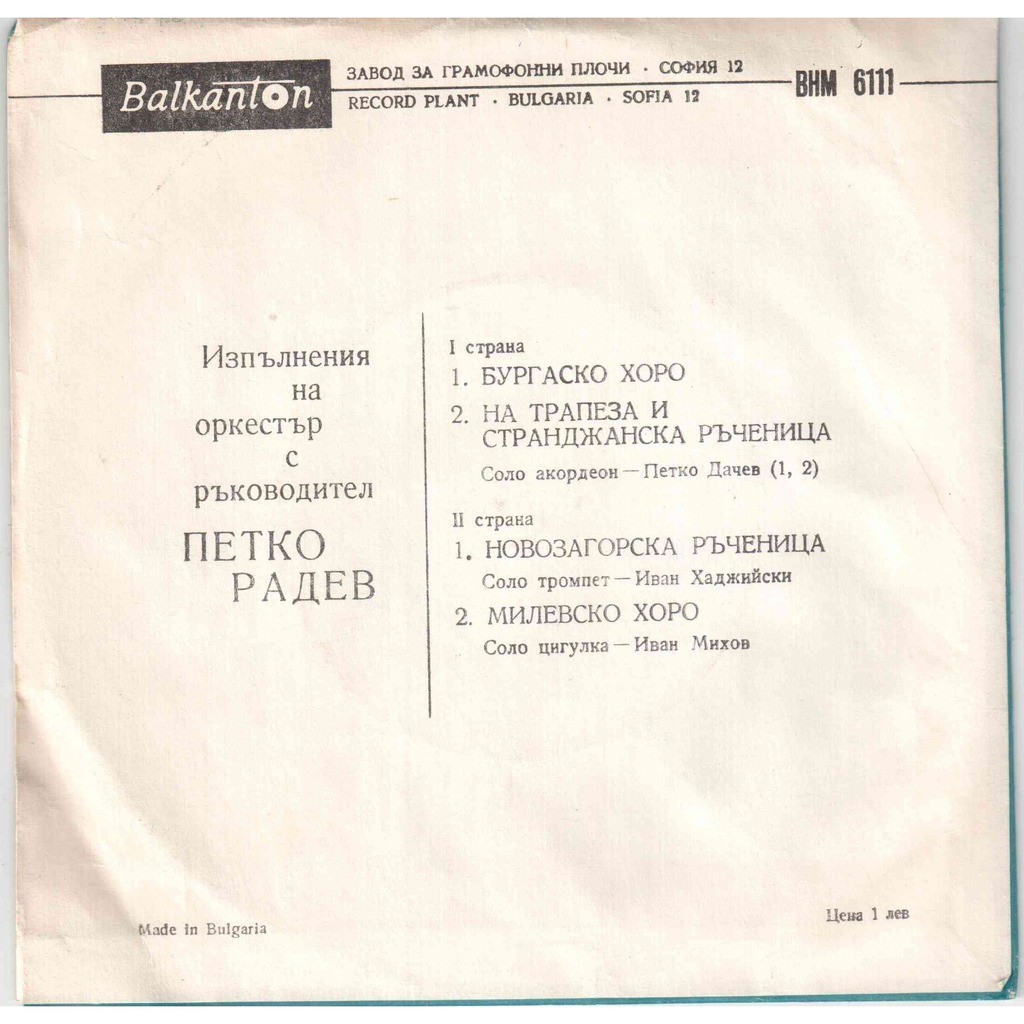 Balkanton
ЗАВОД ЗА ГРАМОФОННИ ПЛОЧИ · СОФИЯ 12
RECORD PLANT · BULGARIA · SOFIA 12
ВНМ 6111
Изпълнения
на
оркестър
с
ръководител
ПЕТКО
РАДЕВ
I страна
1. БУРГАСКО ХОРО
2. НА ТРАПЕЗА И
СТРАНДЖАНСКА РЪЧЕНИЦА
Соло акордеон — Петко Дачев (1, 2)
II страна
1. НОВОЗАГОРСКА РЪЧЕНИЦА
Соло тромпет — Иван Хаджийски
2. МИЛЕВСКО ХОРО
Соло цигулка — Иван Михов
Made in Bulgaria
Цена 1 лев